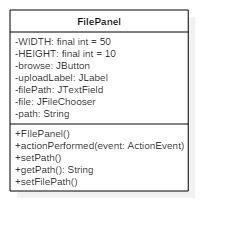 FilePanel
-WIDTH: final int = 50
-HEIGHT: final int = 10
-browse: JButton
-uploadLabel: JLabel
-filePath: JTextField
-file: JFileChooser
-path: String
+FIlePanel()
+actionPerformed(event: ActionEvent)
+setPath()
+getPath(): String
+setFilePath()